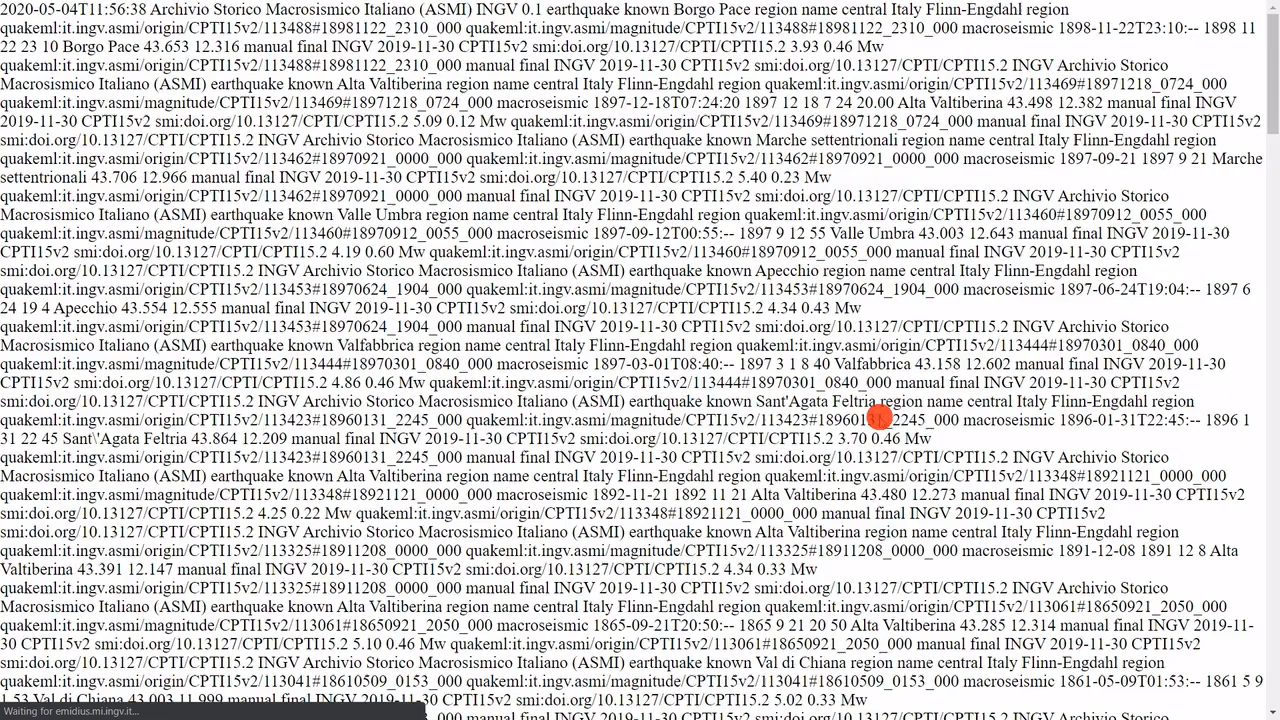 2020-05-04T11:56:38 Archivio Storico Macrosismico Italiano (ASMI) INGV 0.1 earthquake known Borgo Pace region name central Italy Flinn-Engdahl region
quakeml:it.ingv.asmi/origin/CPTI15v2/113488#18981122_2310_000 quakeml:it.ingv.asmi/magnitude/CPTI15v2/113488#18981122_2310_000 macroseismic 1898-11-22T23:10:-- 1898 11
22 23 10 Borgo Pace 43.653 12.316 manual final INGV 2019-11-30 CPTI15v2 smi:doi.org/10.13127/CPTI/CPTI15.2 3.93 0.46 Mw
quakeml:it.ingv.asmi/origin/CPTI15v2/113488#18981122_2310_000 manual final INGV 2019-11-30 CPTI15v2 smi:doi.org/10.13127/CPTI/CPTI15.2 INGV Archivio Storico
Macrosismico Italiano (ASMI) earthquake known Alta Valtiberina region name central Italy Flinn-Engdahl region
quakeml:it.ingv.asmi/origin/CPTI15v2/113469#18971218_0724_000
quakeml:it.ingv.asmi/magnitude/CPTI15v2/113469#18971218_0724_000 macroseismic 1897-12-18T07:24:20 1897 12 18 7 24 20.00 Alta Valtiberina 43.498 12.382 manual final INGV
2019-11-30 CPTI15v2 smi:doi.org/10.13127/CPTI/CPTI15.2 5.09 0.12 Mw quakeml:it.ingv.asmi/origin/CPTI15v2/113469#18971218_0724_000 manual final INGV 2019-11-30 CPTI15v2
smi:doi.org/10.13127/CPTI/CPTI15.2 INGV Archivio Storico Macrosismico Italiano (ASMI) earthquake known Marche settentrionali region name central Italy Flinn-Engdahl region
quakeml:it.ingv.asmi/origin/CPTI15v2/113462#18970921_0000_000 quakeml:it.ingv.asmi/magnitude/CPTI15v2/113462#18970921_0000_000 macroseismic 1897-09-21 1897 9 21 Marche
settentrionali 43.706 12.966 manual final INGV 2019-11-30 CPTI15v2 smi:doi.org/10.13127/CPTI/CPTI15.2 5.40 0.23 Mw
quakeml:it.ingv.asmi/origin/CPTI15v2/113462#18970921_0000_000 manual final INGV 2019-11-30 CPTI15v2 smi:doi.org/10.13127/CPTI/CPTI15.2 INGV Archivio Storico
Macrosismico Italiano (ASMI) earthquake known Valle Umbra region name central Italy Flinn-Engdahl region quakeml:it.ingv.asmi/origin/CPTI15v2/113460#18970912_0055_000
quakeml:it.ingv.asmi/magnitude/CPTI15v2/113460#18970912_0055_000 macroseismic 1897-09-12T00:55:-- 1897 9 12 55 Valle Umbra 43.003 12.643 manual final INGV 2019-11-30
CPTI15v2 smi:doi.org/10.13127/CPTI/CPTI15.2 4.19 0.60 Mw quakeml:it.ingv.asmi/origin/CPTI15v2/113460#18970912_0055_000 manual final INGV 2019-11-30 CPTI15v2
smi:doi.org/10.13127/CPTI/CPTI15.2 INGV Archivio Storico Macrosismico Italiano (ASMI) earthquake known Apecchio region name central Italy Flinn-Engdahl region
quakeml:it.ingv.asmi/origin/CPTI15v2/113453#18970624_1904_000 quakeml:it.ingv.asmi/magnitude/CPTI15v2/113453#18970624_1904_000 macroseismic 1897-06-24T19:04:-- 1897 6
24 19 4 Apecchio 43.554 12.555 manual final INGV 2019-11-30 CPTI15v2 smi:doi.org/10.13127/CPTI/CPTI15.2 4.34 0.43 Mw
quakeml:it.ingv.asmi/origin/CPTI15v2/113453#18970624_1904_000 manual final INGV 2019-11-30 CPTI15v2 smi:doi.org/10.13127/CPTI/CPTI15.2 INGV Archivio Storico
Macrosismico Italiano (ASMI) earthquake known Valfabbrica region name central Italy Flinn-Engdahl region quakeml:it.ingv.asmi/origin/CPTI15v2/113444#18970301_0840_000
quakeml:it.ingv.asmi/magnitude/CPTI15v2/113444#18970301_0840_000 macroseismic 1897-03-01T08:40:-- 1897 3 1 8 40 Valfabbrica 43.158 12.602 manual final INGV 2019-11-30
CPTI15v2 smi:doi.org/10.13127/CPTI/CPTI15.2 4.86 0.46 Mw quakeml:it.ingv.asmi/origin/CPTI15v2/113444#18970301_0840_000 manual final INGV 2019-11-30 CPTI15v2
smi:doi.org/10.13127/CPTI/CPTI15.2 INGV Archivio Storico Macrosismico Italiano (ASMI) earthquake known Sant'Agata Feltria region name central Italy Flinn-Engdahl region
quakeml:it.ingv.asmi/origin/CPTI15v2/113423#18960131_2245_000 quakeml:it.ingv.asmi/magnitude/CPTI15v2/113423#18960131_2245_000 macroseismic 1896-01-31T22:45:-- 1896 1
31 22 45 Sant\'Agata Feltria 43.864 12.209 manual final INGV 2019-11-30 CPTI15v2 smi:doi.org/10.13127/CPTI/CPTI15.2 3.70 0.46 Mw
quakeml:it.ingv.asmi/origin/CPTI15v2/113423#18960131_2245_000 manual final INGV 2019-11-30 CPTI15v2 smi:doi.org/10.13127/CPTI/CPTI15.2 INGV Archivio Storico
Macrosismico Italiano (ASMI) earthquake known Alta Valtiberina region name central Italy Flinn-Engdahl region quakeml:it.ingv.asmi/origin/CPTI15v2/113348#18921121_0000_000
quakeml:it.ingv.asmi/magnitude/CPTI15v2/113348#18921121_0000_000 macroseismic 1892-11-21 1892 11 21 Alta Valtiberina 43.480 12.273 manual final INGV 2019-11-30 CPTI15v2
smi:doi.org/10.13127/CPTI/CPTI15.2 4.25 0.22 Mw quakeml:it.ingv.asmi/origin/CPTI15v2/113348#18921121_0000_000 manual final INGV 2019-11-30 CPTI15v2
smi:doi.org/10.13127/CPTI/CPTI15.2 INGV Archivio Storico Macrosismico Italiano (ASMI) earthquake known Alta Valtiberina region name central Italy Flinn-Engdahl region
quakeml:it.ingv.asmi/origin/CPTI15v2/113325#18911208_0000_000 quakeml:it.ingv.asmi/magnitude/CPTI15v2/113325#18911208_0000_000 macroseismic 1891-12-08 1891 12 8 Alta
Valtiberina 43.391 12.147 manual final INGV 2019-11-30 CPTI15v2 smi:doi.org/10.13127/CPTI/CPTI15.2 4.34 0.33 Mw
quakeml:it.ingv.asmi/origin/CPTI15v2/113325#18911208_0000_000 manual final INGV 2019-11-30 CPTI15v2 smi:doi.org/10.13127/CPTI/CPTI15.2 INGV Archivio Storico
Macrosismico Italiano (ASMI) earthquake known Alta Valtiberina region name central Italy Flinn-Engdahl region quakeml:it.ingv.asmi/origin/CPTI15v2/113061#18650921_2050_000
quakeml:it.ingv.asmi/magnitude/CPTI15v2/113061#18650921_2050_000 macroseismic 1865-09-21T20:50:-- 1865 9 21 20 50 Alta Valtiberina 43.285 12.314 manual final INGV 2019-11-
30 CPTI15v2 smi:doi.org/10.13127/CPTI/CPTI15.2 5.10 0.46 Mw quakeml:it.ingv.asmi/origin/CPTI15v2/113061#18650921_2050_000 manual final INGV 2019-11-30 CPTI15v2
smi:doi.org/10.13127/CPTI/CPTI15.2 INGV Archivio Storico Macrosismico Italiano (ASMI) earthquake known Val di Chiana region name central Italy Flinn-Engdahl region
quakeml:it.ingv.asmi/origin/CPTI15v2/113041#18610509_0153_000 quakeml:it.ingv.asmi/magnitude/CPTI15v2/113041#18610509_0153_000 macroseismic 1861-05-09T01:53:-- 1861 5 9
1 53 Val di Chiana 43.003 11.999 manual final INGV 2019-11-30 CPTI15v2 smi:doi.org/10.13127/CPTI/CPTI15.2 5.02 0.33 Mw
Waiting for emidius.mi.ingv.it...